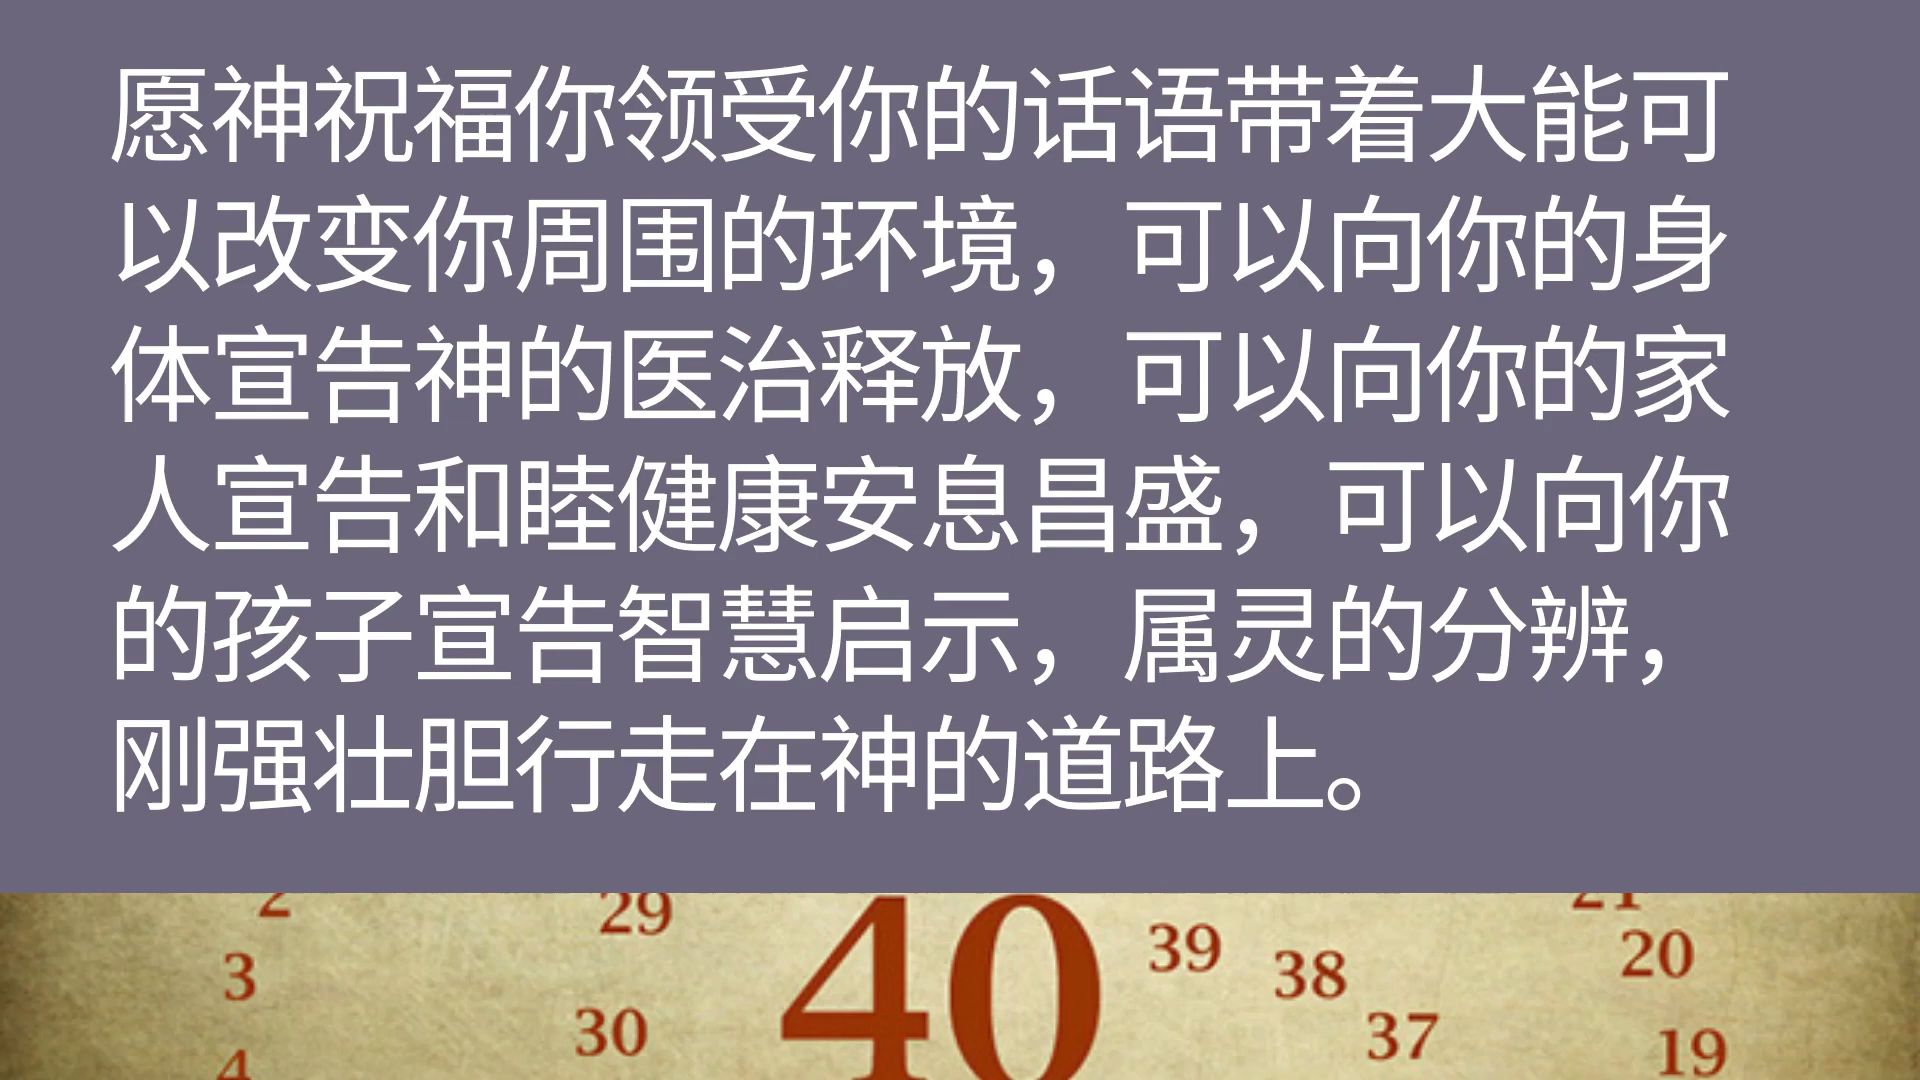 愿神祝福你领受你的话语带着大能可
以改变你周围的环境，可以向你的身
体宣告神的医治释放，可以向你的家
人宣告和睦健康安息昌盛，可以向你
的孩子宣告智慧启示，属灵的分辨，
刚强壮胆行走在神的道路上。
2 29 40 39 38 21
3 30 37 20
4 19